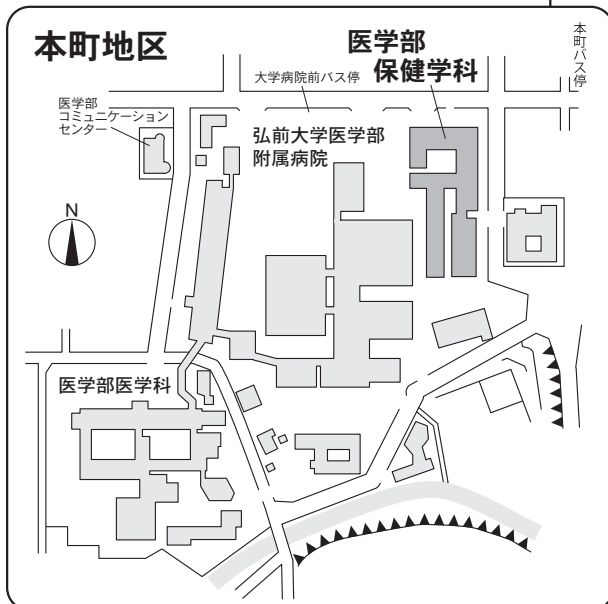 本町地区
医学部
保健学科
本町バス停
大学病院前バス停
医学部
コミュニケーション
センター
弘前大学医学部
附属病院
N
医学部医学科